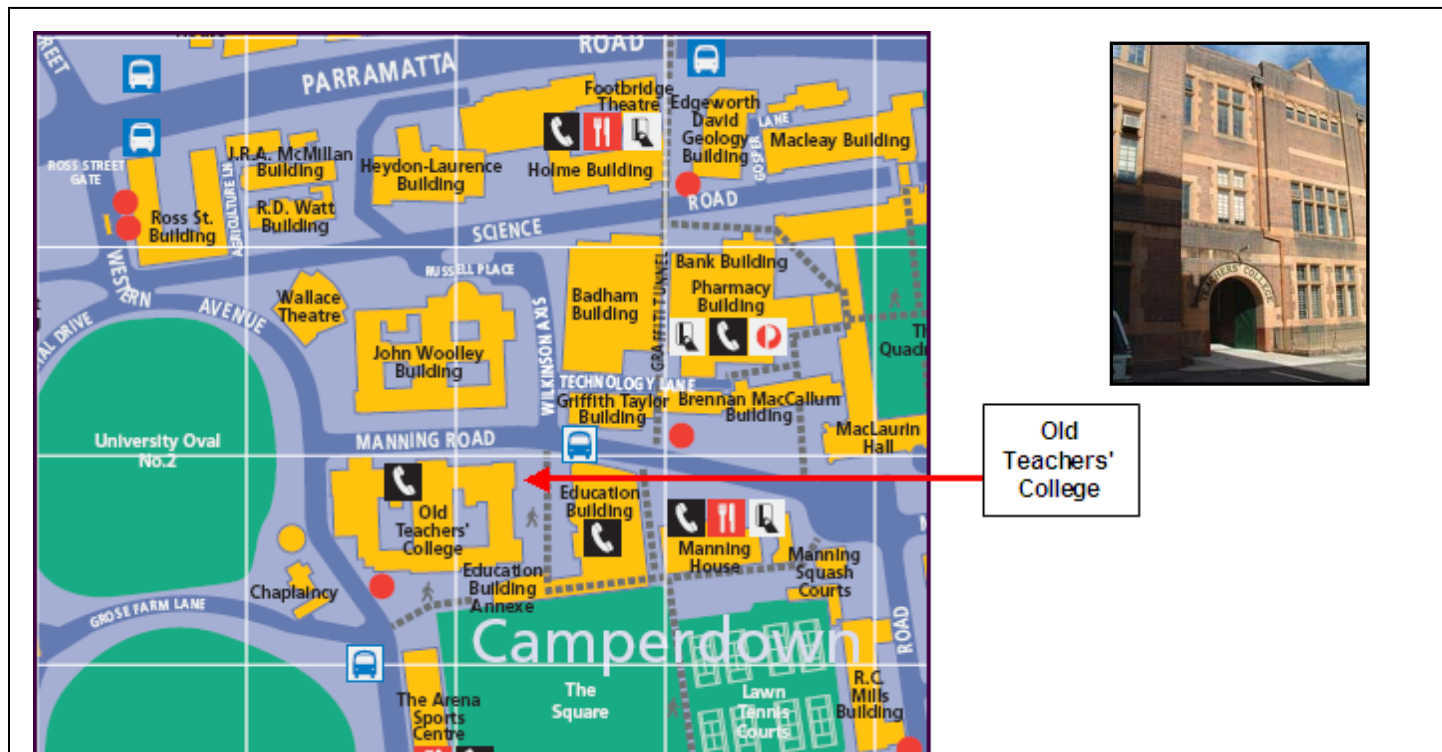 STREET
PARRAMATTA
ROAD
Footbridge
Theatre
Edgeworth
David
Geology
Building
GOSPER
LANE
Macleay Building
ROSS STREET
GATE
J.R.A. McMillan
Building
Heydon-Laurence
Building
Holme Building
AGRICULTURE LN
R.D. Watt
Building
Ross St.
Building
SCIENCE
ROAD
WESTERN
AVENUE
RUSSELL PLACE
Wallace
Theatre
WILKINSON AXIS
Badham
Building
GRAFFITI TUNNEL
Bank Building
Pharmacy
Building
John Woolley
Building
TECHNOLOGY LANE
Griffith Taylor
Building
Brennan MacCallum
Building
MacLaurin
Hall
DRIVE
University Oval
No.2
MANNING ROAD
Old
Teachers'
College
Education
Building
Manning
House
Manning
Squash
Courts
Education
Building
Annexe
Chaplaincy
GROSE FARM LANE
Camperdown
ROAD
The Arena
Sports
Centre
The
Square
Lawn
Tennis
Courts
R.C.
Mills
Building
TEACHERS' COLLEGE
Old
Teachers'
College